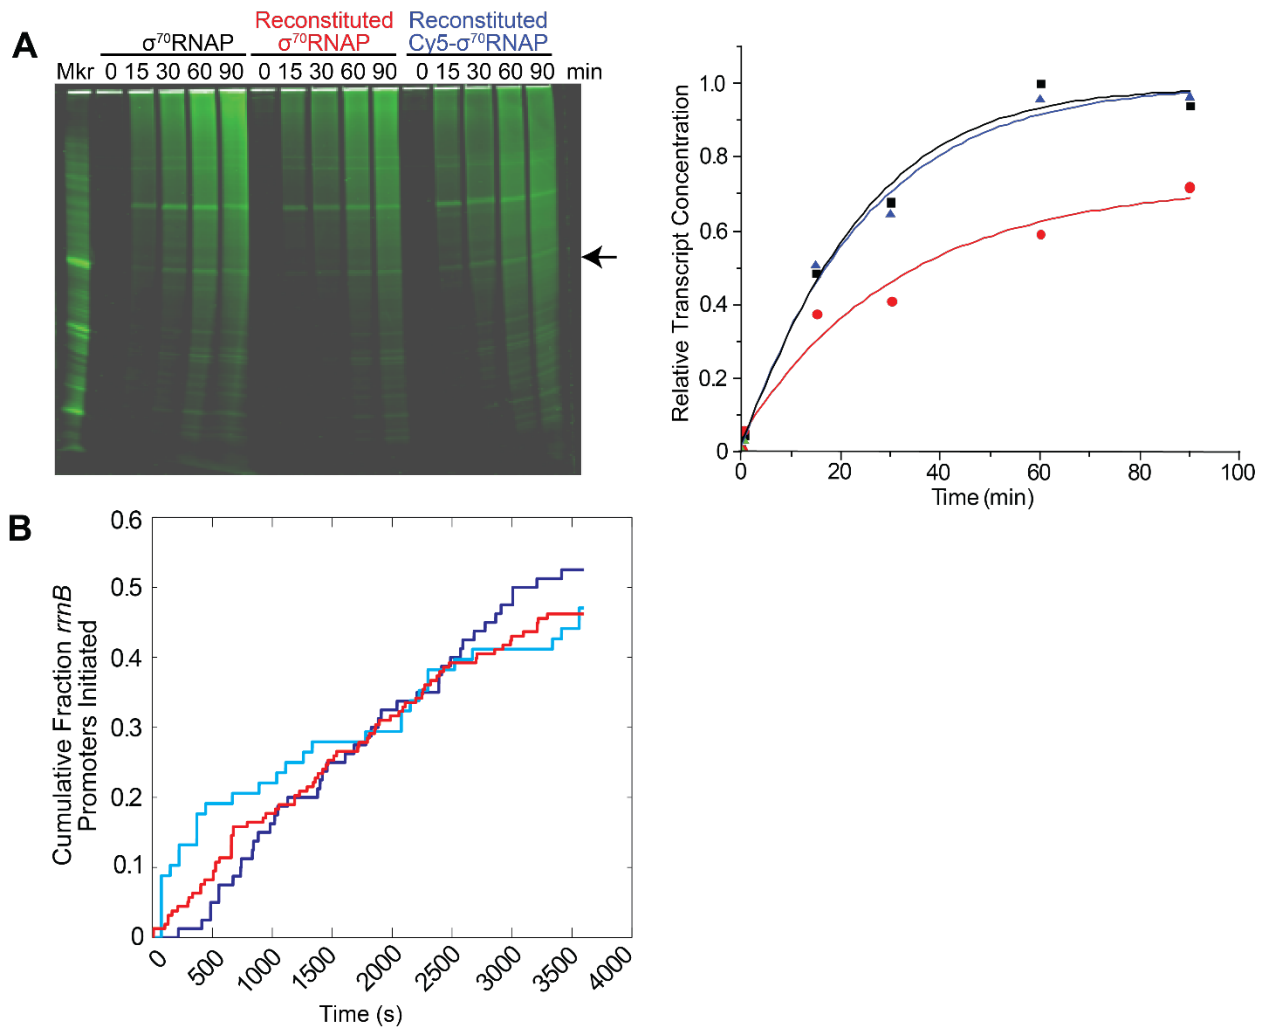 A
σ⁷⁰RNAP
Reconstituted
σ⁷⁰RNAP
Reconstituted
Cy5-σ⁷⁰RNAP
Mkr 0 15 30 60 90 0 15 30 60 90 0 15 30 60 90 min
Relative Transcript Concentration
1.0
0.8
0.6
0.4
0.2
0
0 20 40 60 80 100
Time (min)
B
Cumulative Fraction rrnB
Promoters Initiated
0.6
0.5
0.4
0.3
0.2
0.1
0
0 500 1000 1500 2000 2500 3000 3500 4000
Time (s)